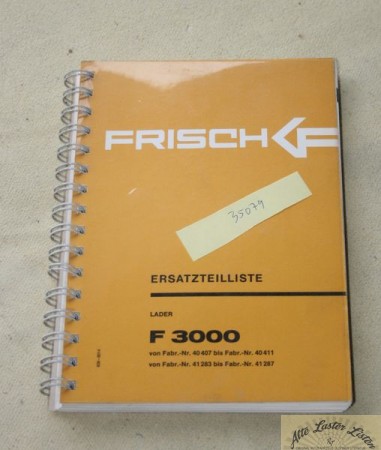 FRISCH F
35079
ERSATZTEILLISTE
LADER
F 3000
von Fabr.-Nr. 40 407 bis Fabr.-Nr. 40 411
von Fabr.-Nr. 41 283 bis Fabr.-Nr. 41 287
Alte Laster Listen